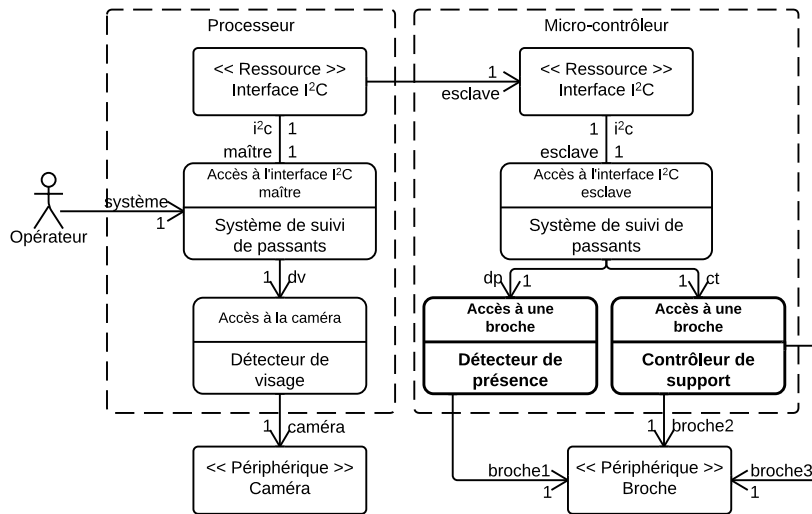 Processeur
Micro-contrôleur
<< Ressource >>
Interface I²C
1
esclave
<< Ressource >>
Interface I²C
i²c 1
maître 1
1 i²c
esclave 1
Opérateur
système
1
Accès à l'interface I²C
maître
Système de suivi
de passants
Accès à l'interface I²C
esclave
Système de suivi de
passants
1 dv
dp 1
1 ct
Accès à la caméra
Détecteur de
visage
Accès à une
broche
Détecteur de
présence
Accès à une
broche
Contrôleur de
support
1 caméra
1 broche2
<< Périphérique >>
Caméra
broche1
1
<< Périphérique >>
Broche
broche3
1